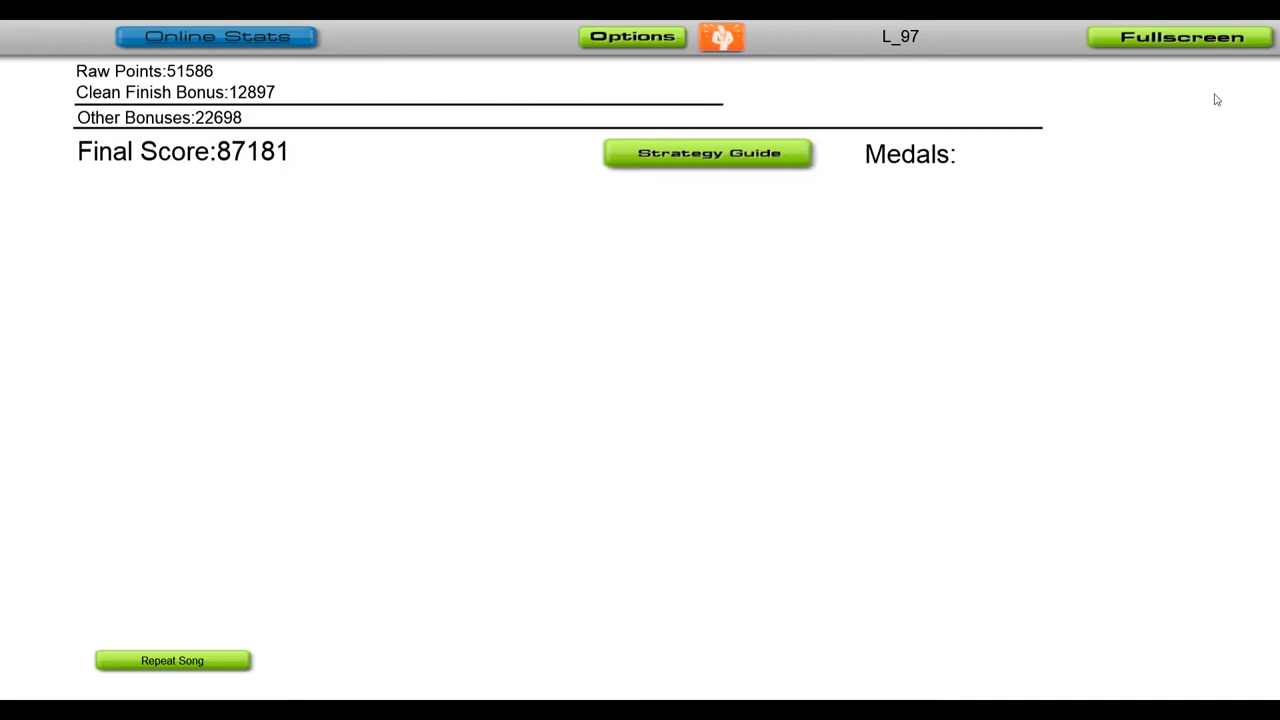 Online Stats
Options
L_97
Fullscreen
Raw Points:51586
Clean Finish Bonus:12897
Other Bonuses:22698
Final Score:87181
Strategy Guide
Medals:
Repeat Song